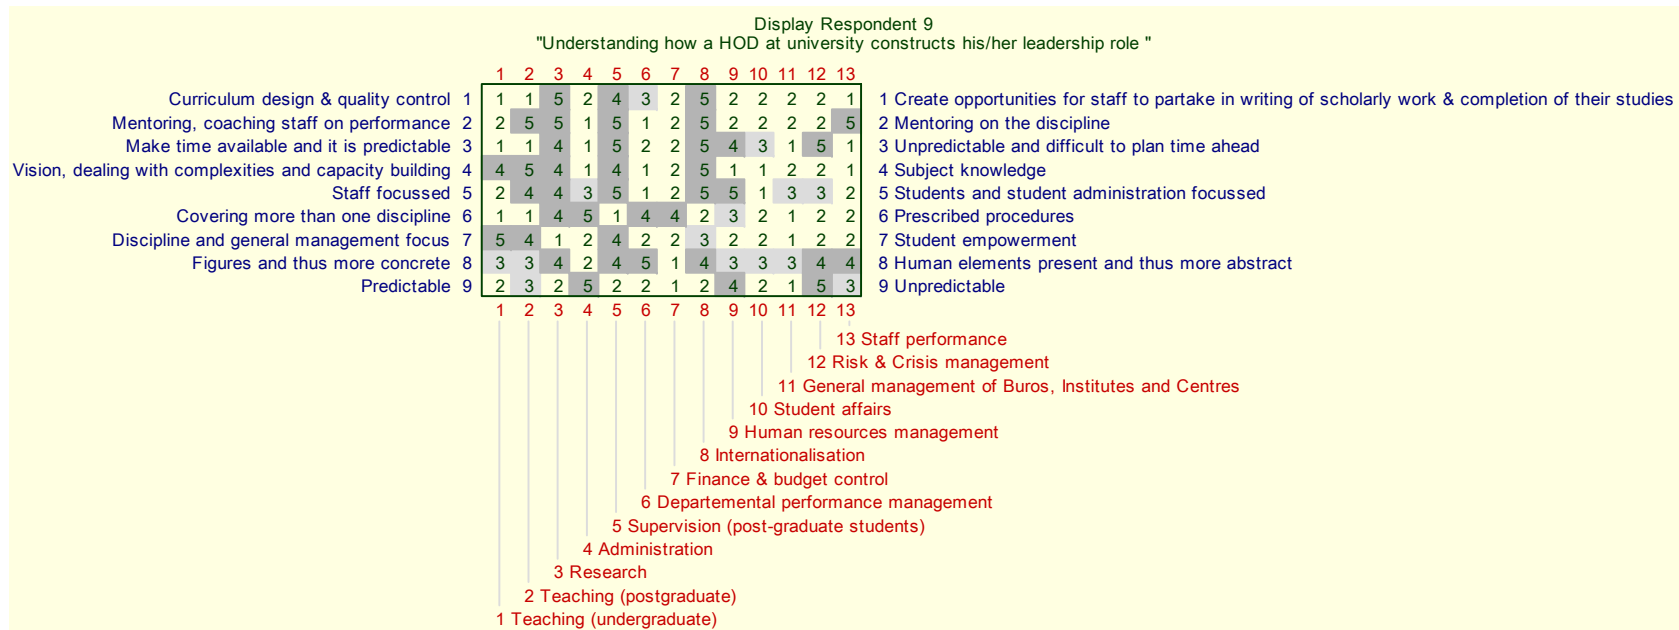 Display Respondent 9
"Understanding how a HOD at university constructs his/her leadership role "
1 2 3 4 5 6 7 8 9 10 11 12 13
Curriculum design & quality control 1 1 1 5 2 4 3 2 5 2 2 2 2 1 1 Create opportunities for staff to partake in writing of scholarly work & completion of their studies
Mentoring, coaching staff on performance 2 2 5 5 1 5 1 2 5 2 2 2 2 5 2 Mentoring on the discipline
Make time available and it is predictable 3 1 1 4 1 5 2 2 5 4 3 1 5 1 3 Unpredictable and difficult to plan time ahead
Vision, dealing with complexities and capacity building 4 4 5 4 1 4 1 2 5 1 1 2 2 1 4 Subject knowledge
Staff focussed 5 2 4 4 3 5 1 2 5 5 1 3 3 2 5 Students and student administration focussed
Covering more than one discipline 6 1 1 4 5 1 4 4 2 3 2 1 2 2 6 Prescribed procedures
Discipline and general management focus 7 5 4 1 2 4 2 2 3 2 2 1 2 2 7 Student empowerment
Figures and thus more concrete 8 3 3 4 2 4 5 1 4 3 3 3 4 4 8 Human elements present and thus more abstract
Predictable 9 2 3 2 5 2 2 1 2 4 2 1 5 3 9 Unpredictable
1 2 3 4 5 6 7 8 9 10 11 12 13
13 Staff performance
12 Risk & Crisis management
11 General management of Buros, Institutes and Centres
10 Student affairs
9 Human resources management
8 Internationalisation
7 Finance & budget control
6 Departemental performance management
5 Supervision (post-graduate students)
4 Administration
3 Research
2 Teaching (postgraduate)
1 Teaching (undergraduate)